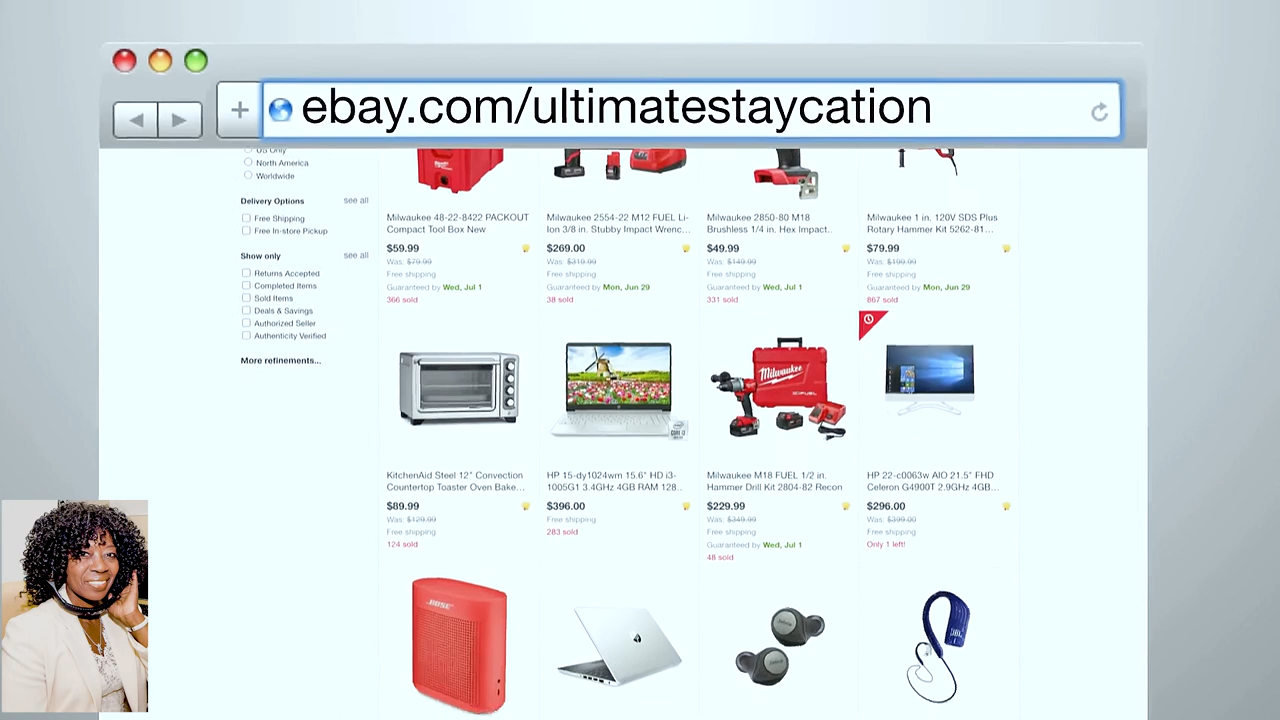 ebay.com/ultimatestaycation
US Only
North America
Worldwide
Delivery Options see all
Free Shipping
Free In-store Pickup
Show only see all
Returns Accepted
Completed Items
Sold Items
Deals & Savings
Authorized Seller
Authenticity Verified
More refinements...
Milwaukee 48-22-8422 PACKOUT
Compact Tool Box New
$59.99
Was: $79.99
Free shipping
Guaranteed by Wed, Jul 1
366 sold
Milwaukee 2554-22 M12 FUEL Li-
Ion 3/8 in. Stubby Impact Wrenc...
$269.00
Was: $319.99
Free shipping
Guaranteed by Mon, Jun 29
38 sold
Milwaukee 2850-80 M18
Brushless 1/4 in. Hex Impact..
$49.99
Was: $149.99
Free shipping
Guaranteed by Wed, Jul 1
331 sold
Milwaukee 1 in. 120V SDS Plus
Rotary Hammer Kit 5262-81...
$79.99
Was: $199.99
Free shipping
Guaranteed by Mon, Jun 29
867 sold
KitchenAid Steel 12" Convection
Countertop Toaster Oven Bake...
$89.99
Was: $129.99
Free shipping
124 sold
HP 15-dy1024wm 15.6" HD i3-
1005G1 3.4GHz 4GB RAM 128..
$396.00
Free shipping
283 sold
Milwaukee
FUEL
Milwaukee M18 FUEL 1/2 in.
Hammer Drill Kit 2804-82 Recon
$229.99
Was: $349.99
Free shipping
Guaranteed by Wed, Jul 1
48 sold
HP 22-c0063w AIO 21.5" FHD
Celeron G4900T 2.9GHz 4GB...
$296.00
Was: $399.00
Free shipping
Only 1 left!
BOSE
Jabra
JBL